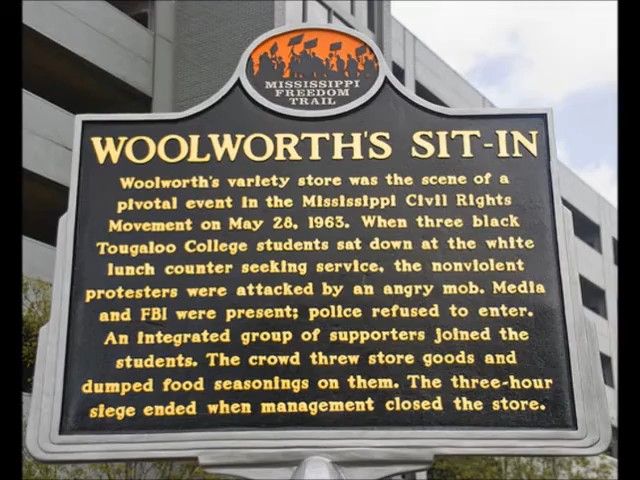 MISSISSIPPI
FREEDOM
TRAIL
WOOLWORTH'S SIT-IN
Woolworth's variety store was the scene of a
pivotal event in the Mississippi Civil Rights
Movement on May 28, 1963. When three black
Tougaloo College students sat down at the white
lunch counter seeking service, the nonviolent
protesters were attacked by an angry mob. Media
and FBI were present; police refused to enter.
An integrated group of supporters joined the
students. The crowd threw store goods and
dumped food seasonings on them. The three-hour
siege ended when management closed the store.